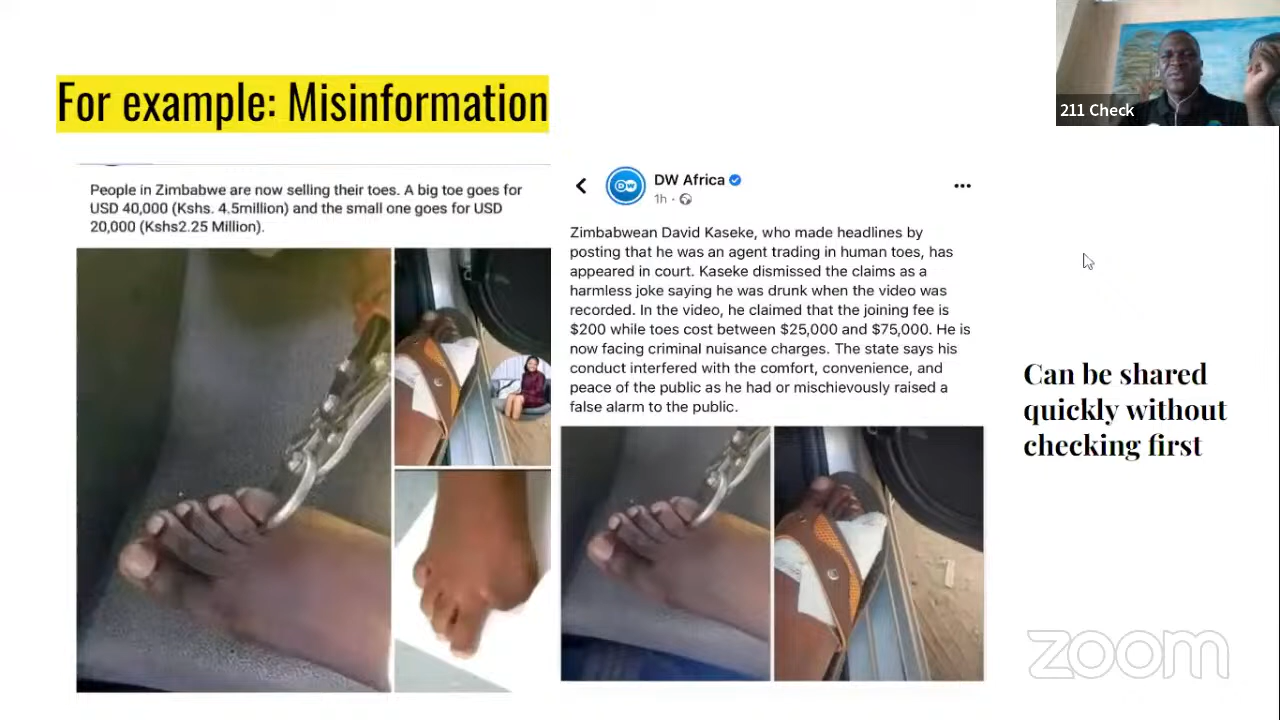 For example: Misinformation
211 Check
People in Zimbabwe are now selling their toes. A big toe goes for
USD 40,000 (Kshs. 4.5million) and the small one goes for USD
20,000 (Kshs2.25 Million).
DW
DW Africa
1h ·
Zimbabwean David Kaseke, who made headlines by
posting that he was an agent trading in human toes, has
appeared in court. Kaseke dismissed the claims as a
harmless joke saying he was drunk when the video was
recorded. In the video, he claimed that the joining fee is
$200 while toes cost between $25,000 and $75,000. He is
now facing criminal nuisance charges. The state says his
conduct interfered with the comfort, convenience, and
peace of the public as he had or mischievously raised a
false alarm to the public.
Can be shared
quickly without
checking first
zoom